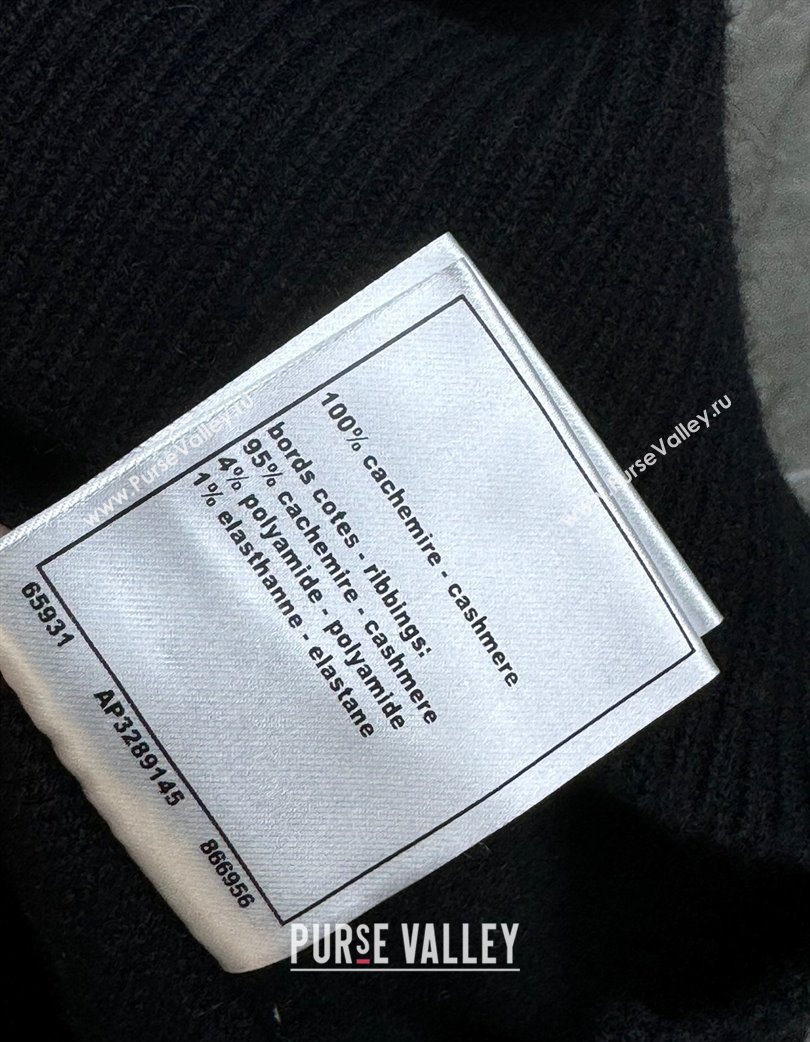 100% cachemire - cashmere
bords cotes - ribbings:
95% cachemire - cashmere
4% polyamide - polyamide
1% elasthanne - elastane
65931
AP3289145
866956
www.PurseValley.ru
www.PurseValley.ru
PURSE VALLEY